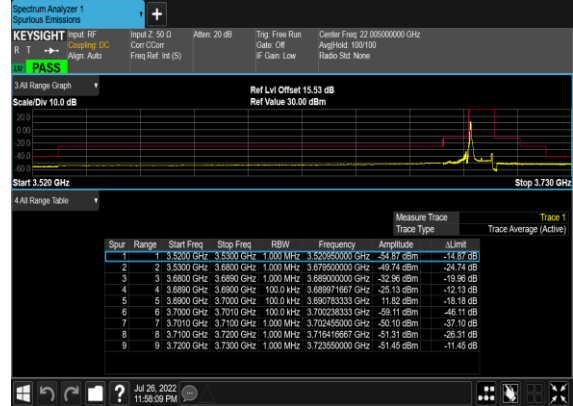 Spectrum Analyzer 1
Spurious Emissions
KEYSIGHT Input: RF Input Z: 50 Ω Atten: 20 dB Trig: Free Run Center Freq: 22.005000000 GHz
R T Coupling: DC Corr CCorr Gate: Off Avg|Hold: 100/100
Align: Auto Freq Ref: Int (S) IF Gain: Low Radio Std: None
PASS
3 All Range Graph
Ref Lvl Offset 15.53 dB
Scale/Div 10.0 dB Ref Value 30.00 dBm
20.0
0.00
-20.0
-40.0
-60.0
Start 3.520 GHz Stop 3.730 GHz
4 All Range Table
Measure Trace Trace 1
Trace Type Trace Average (Active)
Spur Range Start Freq Stop Freq RBW Frequency Amplitude ΔLimit
1 1 3.5200 GHz 3.5300 GHz 1.000 MHz 3.520950000 GHz -54.87 dBm -14.87 dB
2 2 3.5300 GHz 3.6800 GHz 1.000 MHz 3.679500000 GHz -49.74 dBm -24.74 dB
3 3 3.6800 GHz 3.6890 GHz 1.000 MHz 3.689000000 GHz -32.96 dBm -19.96 dB
4 4 3.6890 GHz 3.6900 GHz 100.0 kHz 3.689971667 GHz -25.13 dBm -12.13 dB
5 5 3.6900 GHz 3.7000 GHz 100.0 kHz 3.690783333 GHz 11.82 dBm -18.18 dB
6 6 3.7000 GHz 3.7010 GHz 100.0 kHz 3.700238333 GHz -59.11 dBm -46.11 dB
7 7 3.7010 GHz 3.7100 GHz 1.000 MHz 3.702455000 GHz -50.10 dBm -37.10 dB
8 8 3.7100 GHz 3.7200 GHz 1.000 MHz 3.716416667 GHz -51.31 dBm -26.31 dB
9 9 3.7200 GHz 3.7300 GHz 1.000 MHz 3.723550000 GHz -51.45 dBm -11.45 dB
? Jul 26, 2022
11:58:09 PM